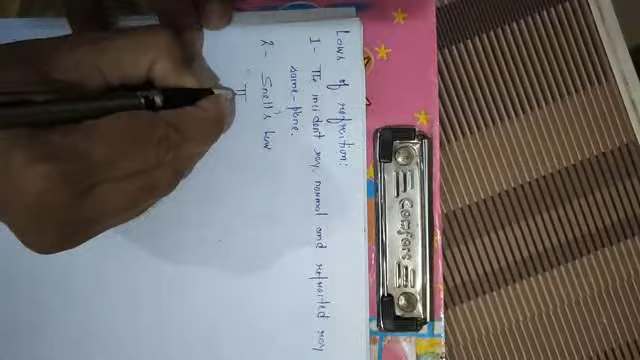 Laws of refraction:
1- The incident ray, normal and refracted ray
same-plane.
2- Snell's law
COMFORT